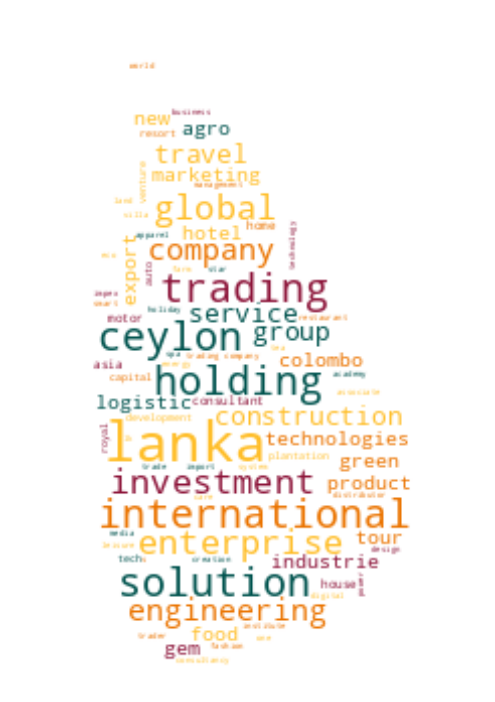 world
business
new
resort agro
travel
venture
marketing
management
land
global
villa
hotel home
apparel
technology
export
company
eco
auto
farm star
trading
impex
smart
holiday service
motor restaurant
ceylon group
tea
spa trading company
asia energy colombo
capital academy
holding
associate
logistic consultant
construction
development
royal
lanka technologies
plantation
green
trade import system
investment product
care distributor
international
media
enterprise tour
leisure design
tech creation industrie
solution house
power
digital
engineering
institute
food
trader one
gem fashion
consultancy